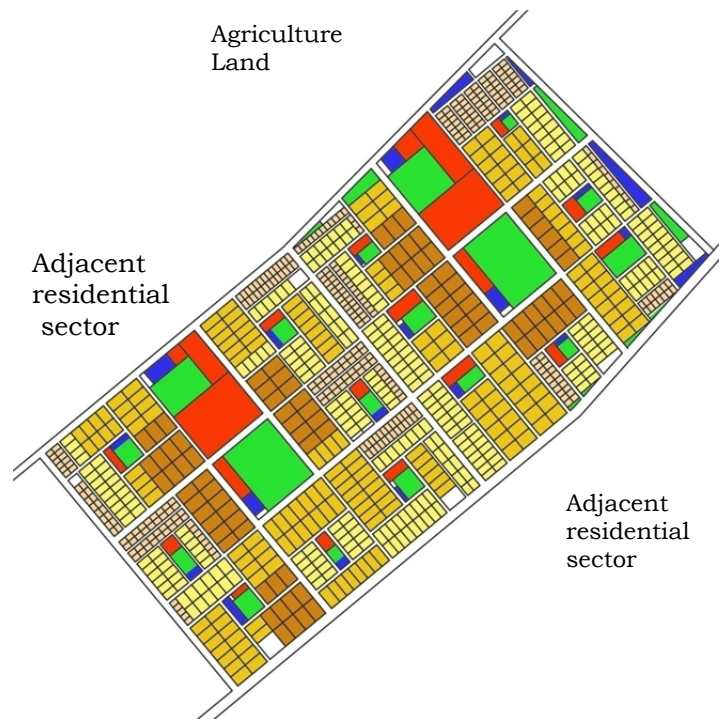 Agriculture
Land
Adjacent
residential
sector
Adjacent
residential
sector